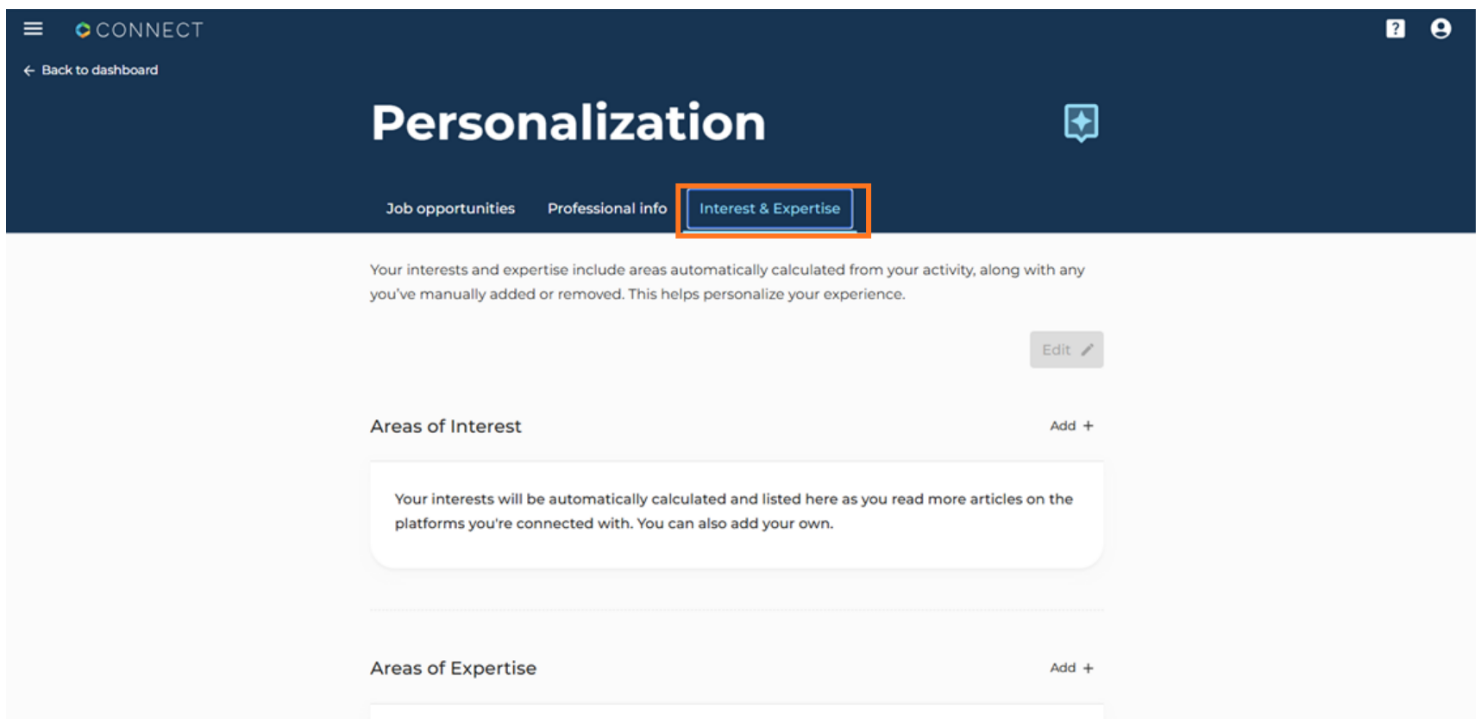 CONNECT
?
← Back to dashboard
Personalization
Job opportunities Professional info Interest & Expertise
Your interests and expertise include areas automatically calculated from your activity, along with any
you've manually added or removed. This helps personalize your experience.
Edit
Areas of Interest Add +
Your interests will be automatically calculated and listed here as you read more articles on the
platforms you're connected with. You can also add your own.
Areas of Expertise Add +